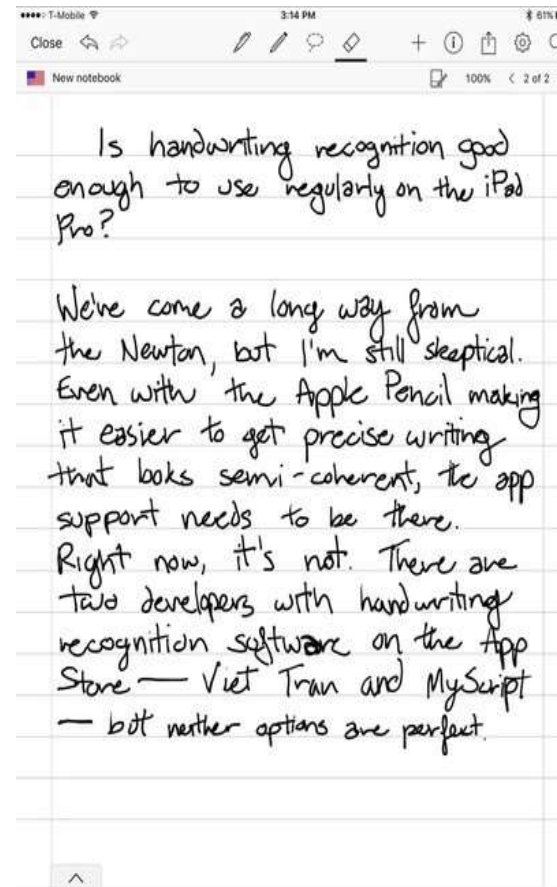 T-Mobile 3:14 PM 61%
Close
New notebook 100% < 2 of 2
Is handwriting recognition good
enough to use regularly on the iPad
Pro?
We've come a long way from
the Newton, but I'm still skeptical.
Even with the Apple Pencil making
it easier to get precise writing
that looks semi-coherent, the app
support needs to be there.
Right now, it's not. There are
two developers with handwriting
recognition software on the App
Store — Viet Tran and MyScript
— but neither options are perfect.